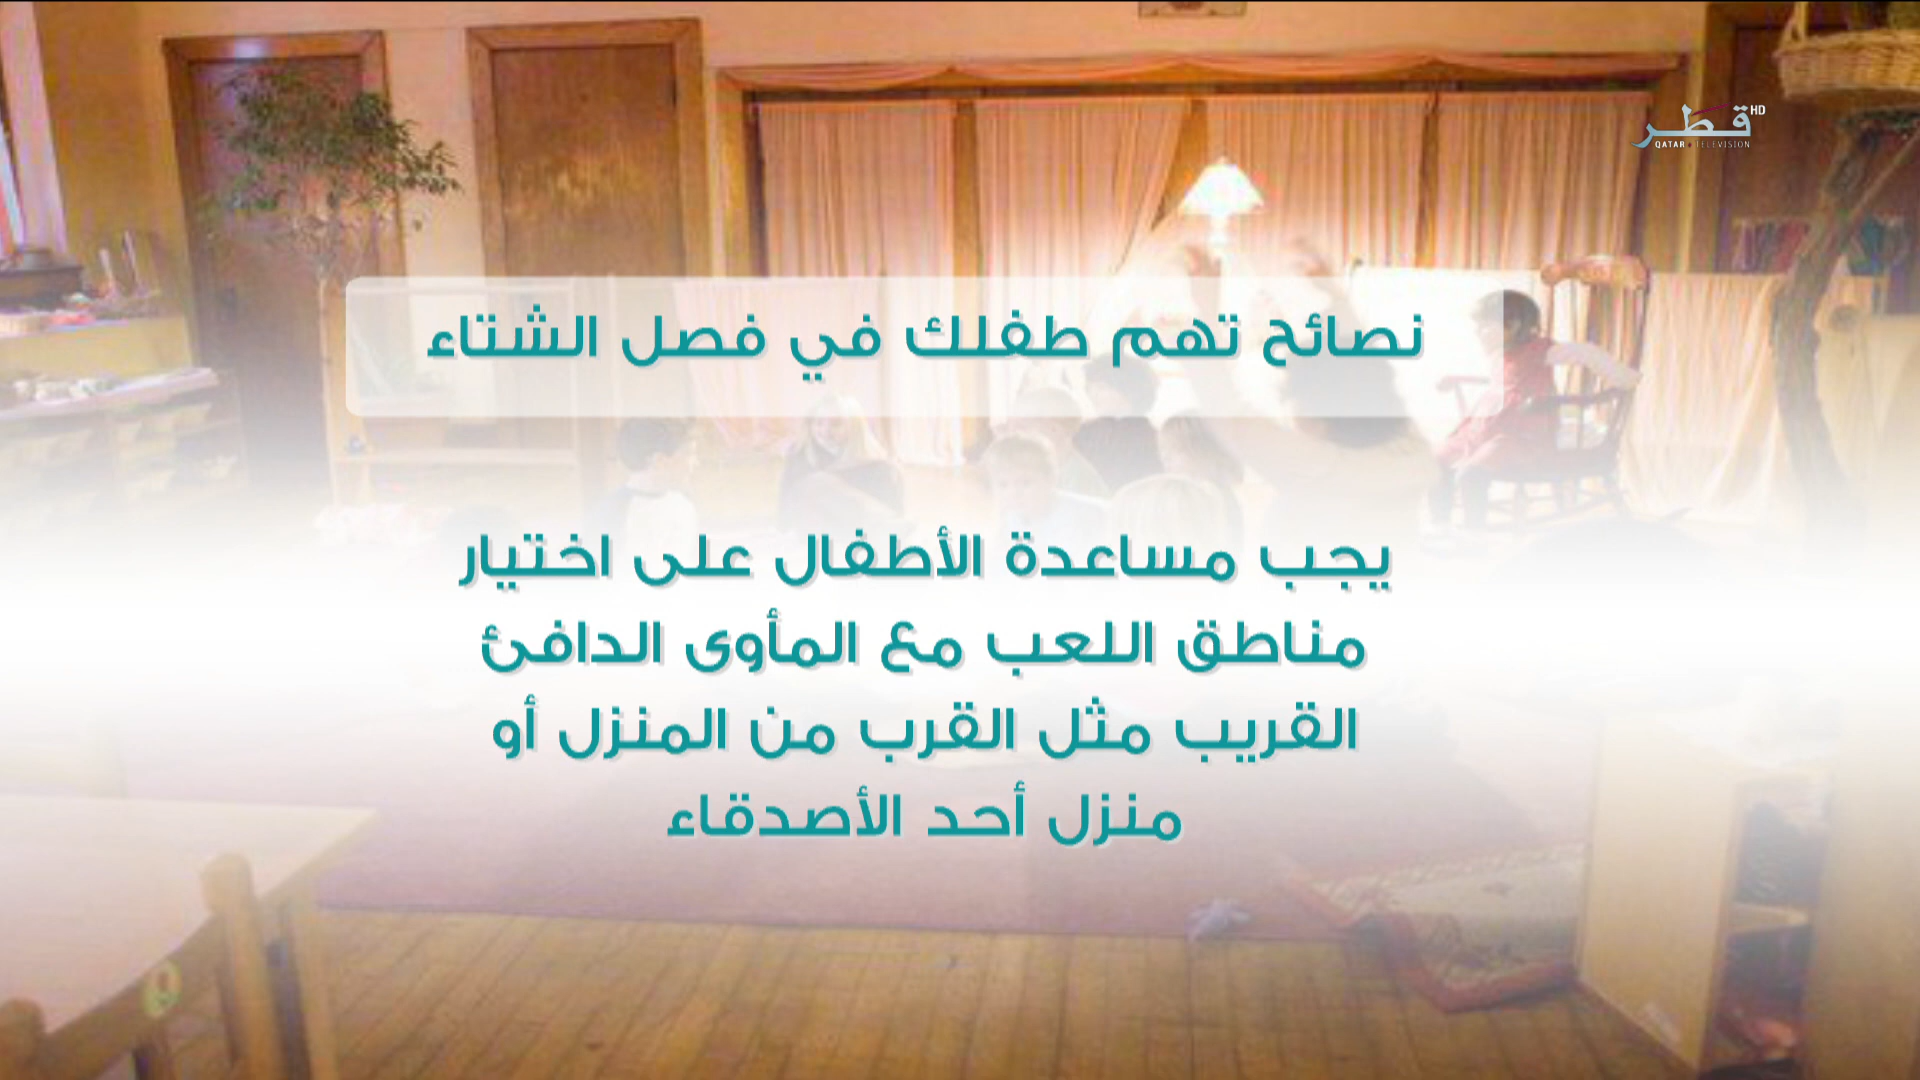 قطر HD
QATAR TELEVISION
نصائح تهم طفلك في فصل الشتاء
يجب مساعدة الأطفال على اختيار
مناطق اللعب مع المأوى الدافئ
القريب مثل القرب من المنزل أو
منزل أحد الأصدقاء